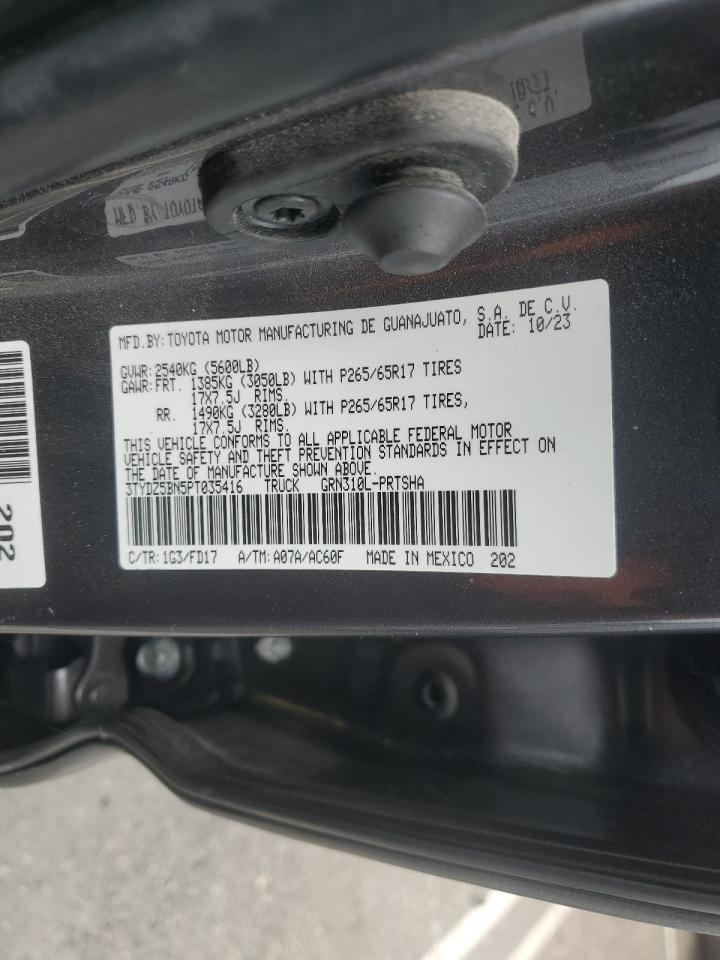 MFD.BY:TOYOTA MOTOR MANUFACTURING DE GUANAJUATO, S.A. DE C.V.
DATE: 10/23
GVWR:2540KG (5600LB)
GAWR:FRT. 1385KG (3050LB) WITH P265/65R17 TIRES
17X7.5J RIMS.
RR. 1490KG (3280LB) WITH P265/65R17 TIRES,
17X7.5J RIMS.
THIS VEHICLE CONFORMS TO ALL APPLICABLE FEDERAL MOTOR
VEHICLE SAFETY AND THEFT PREVENTION STANDARDS IN EFFECT ON
THE DATE OF MANUFACTURE SHOWN ABOVE.
3TYDZ5BN5PT035416 TRUCK GRN310L-PRTSHA
C/TR:1G3/FD17 A/TM:A07A/AC60F MADE IN MEXICO 202
202